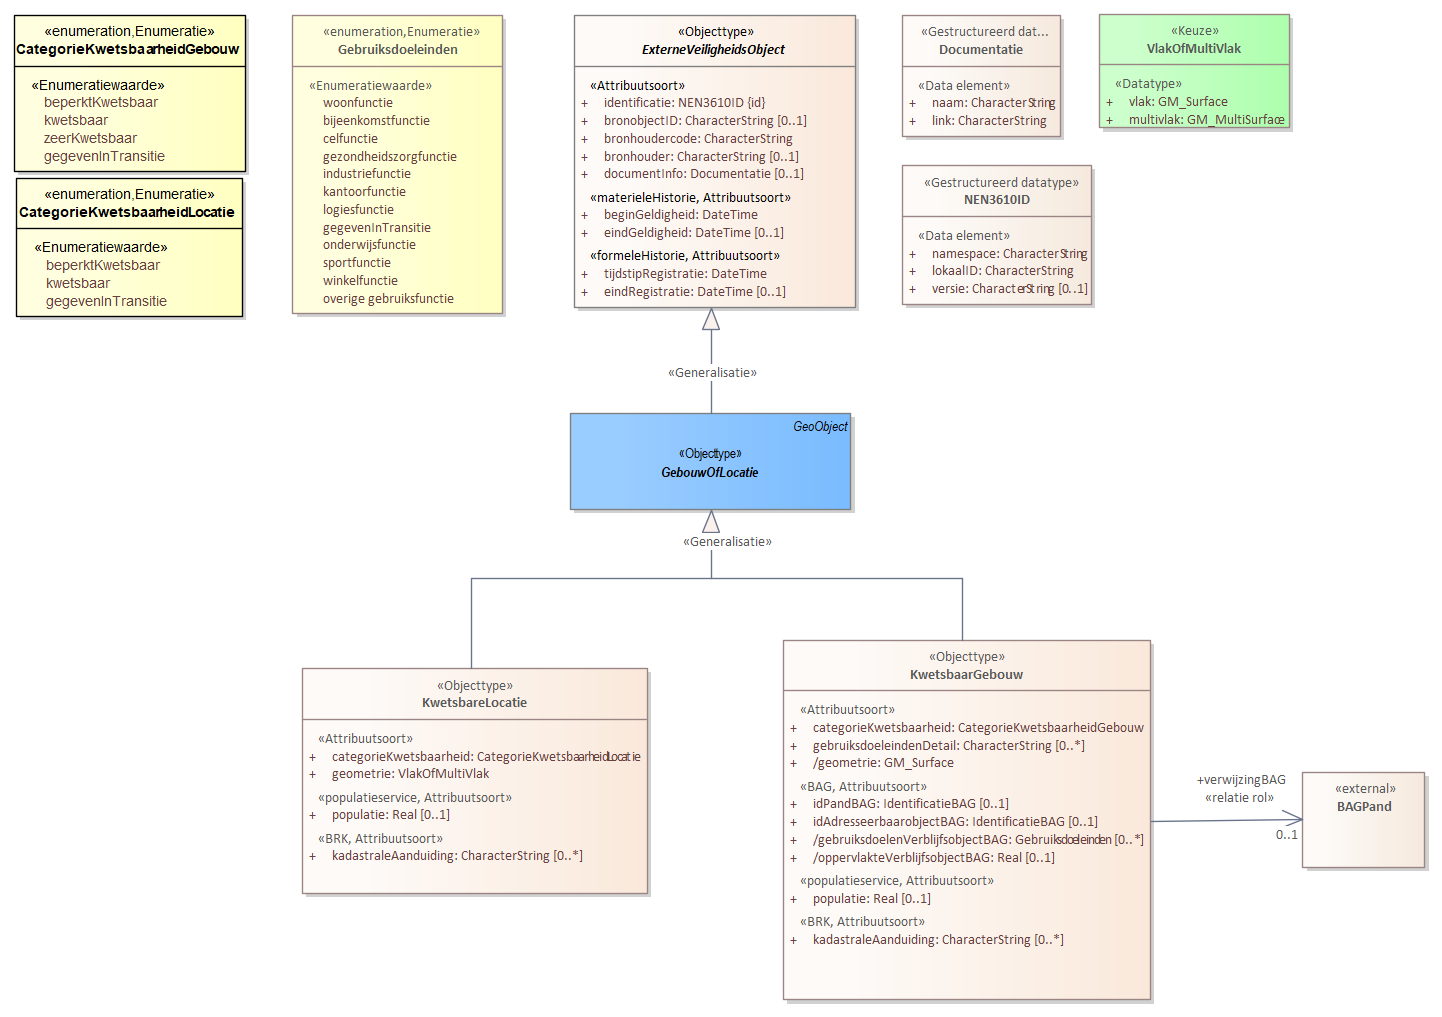 «enumeration,Enumeratie»
CategorieKwetsbaarheidGebouw
«Enumeratiewaarde»
beperktKwetsbaar
kwetsbaar
zeerKwetsbaar
gegevenInTransitie
«enumeration,Enumeratie»
CategorieKwetsbaarheidLocatie
«Enumeratiewaarde»
beperktKwetsbaar
kwetsbaar
gegevenInTransitie
«enumeration,Enumeratie»
Gebruiksdoeleinden
«Enumeratiewaarde»
woonfunctie
bijeenkomstfunctie
celfunctie
gezondheidszorgfunctie
industriefunctie
kantoorfunctie
logiesfunctie
gegevenInTransitie
onderwijsfunctie
sportfunctie
winkelfunctie
overige gebruiksfunctie
«Objecttype»
ExterneVeiligheidsObject
«Attribuutsoort»
+ identificatie: NEN3610ID {id}
+ bronobjectID: CharacterString [0..1]
+ bronhoudercode: CharacterString
+ bronhouder: CharacterString [0..1]
+ documentInfo: Documentatie [0..1]
«materieleHistorie, Attribuutsoort»
+ beginGeldigheid: DateTime
+ eindGeldigheid: DateTime [0..1]
«formeleHistorie, Attribuutsoort»
+ tijdstipRegistratie: DateTime
+ eindRegistratie: DateTime [0..1]
«Gestructureerd dat...
Documentatie
«Data element»
+ naam: CharacterString
+ link: CharacterString
«Gestructureerd datatype»
NEN3610ID
«Data element»
+ namespace: CharacterString
+ lokaalID: CharacterString
+ versie: CharacterString [0..1]
«Keuze»
VlakOfMultiVlak
«Datatype»
+ vlak: GM_Surface
+ multivlak: GM_MultiSurface
«Generalisatie»
GeoObject
«Objecttype»
GebouwOfLocatie
«Generalisatie»
«Objecttype»
KwetsbareLocatie
«Attribuutsoort»
+ categorieKwetsbaarheid: CategorieKwetsbaarheidLocatie
+ geometrie: VlakOfMultiVlak
«populatieservice, Attribuutsoort»
+ populatie: Real [0..1]
«BRK, Attribuutsoort»
+ kadastraleAanduiding: CharacterString [0..*]
«Objecttype»
KwetsbaarGebouw
«Attribuutsoort»
+ categorieKwetsbaarheid: CategorieKwetsbaarheidGebouw
+ gebruiksdoeleindenDetail: CharacterString [0..*]
+ /geometrie: GM_Surface
«BAG, Attribuutsoort»
+ idPandBAG: IdentificatieBAG [0..1]
+ idAdresseerbaarobjectBAG: IdentificatieBAG [0..1]
+ /gebruiksdoelenVerblijfsobjectBAG: Gebruiksdoeleinden [0..*]
+ /oppervlakteVerblijfsobjectBAG: Real [0..1]
«populatieservice, Attribuutsoort»
+ populatie: Real [0..1]
«BRK, Attribuutsoort»
+ kadastraleAanduiding: CharacterString [0..*]
+verwijzingBAG
«relatie rol»
0..1
«external»
BAGPand